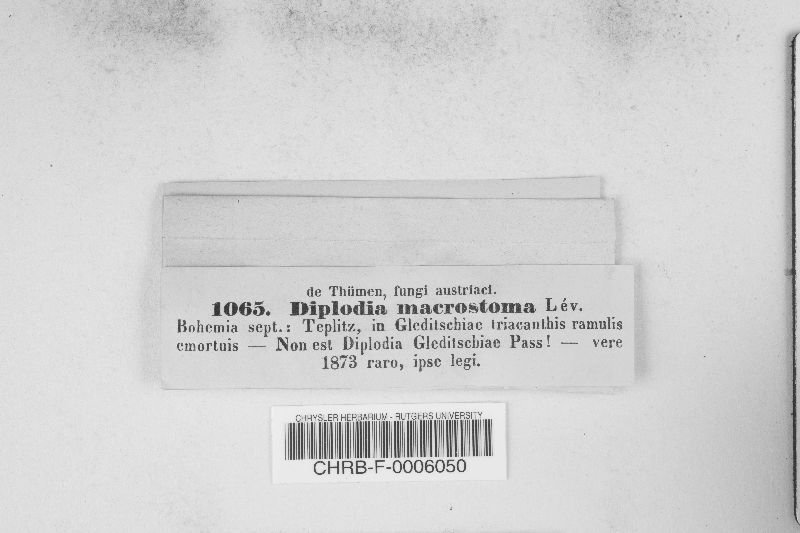 de Thümen, fungi austriaci.
1065. Diplodia macrostoma Lév.
Bohemia sept.: Teplitz, in Gleditschiae triacanthis ramulis
emortuis — Non est Diplodia Gleditschiae Pass! — vere
1873 raro, ipse legi.
CHRYSLER HERBARIUM - RUTGERS UNIVERSITY
CHRB-F-0006050